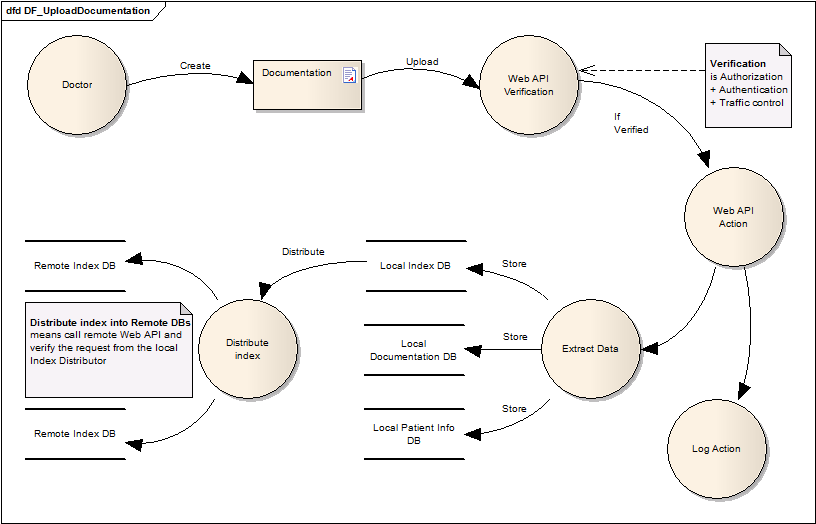 dfd DF_UploadDocumentation
Doctor
Create
Documentation
Upload
Web API
Verification
Verification
is Authorization
+ Authentication
+ Traffic control
If
Verified
Web API
Action
Remote Index DB
Distribute
Local Index DB
Store
Distribute index into Remote DBs
means call remote Web API and
verify the request from the local
Index Distributor
Distribute
index
Local
Documentation DB
Store
Extract Data
Remote Index DB
Local Patient Info
DB
Store
Log Action